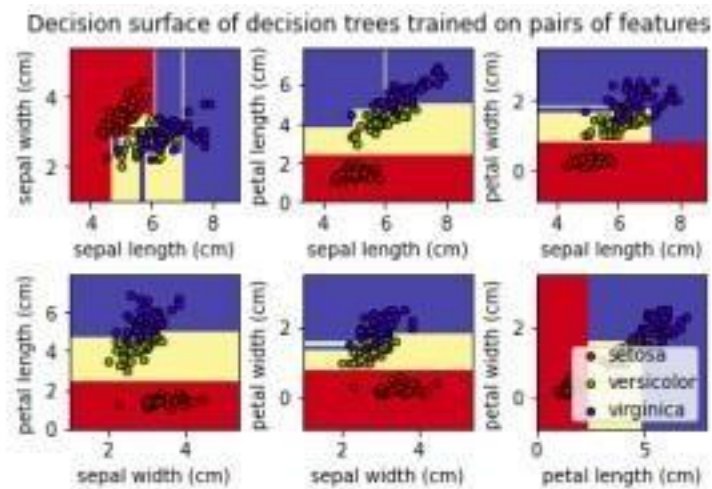 Decision surface of decision trees trained on pairs of features
sepal width (cm)
4
2
4 6 8
sepal length (cm)
petal length (cm)
6
4
2
0
4 6 8
sepal length (cm)
petal width (cm)
2
0
4 6 8
sepal length (cm)
petal length (cm)
6
4
2
0
2 4
sepal width (cm)
petal width (cm)
2
0
2 4
sepal width (cm)
2
0
0 5
petal length (cm)
setosa
versicolor
virginica